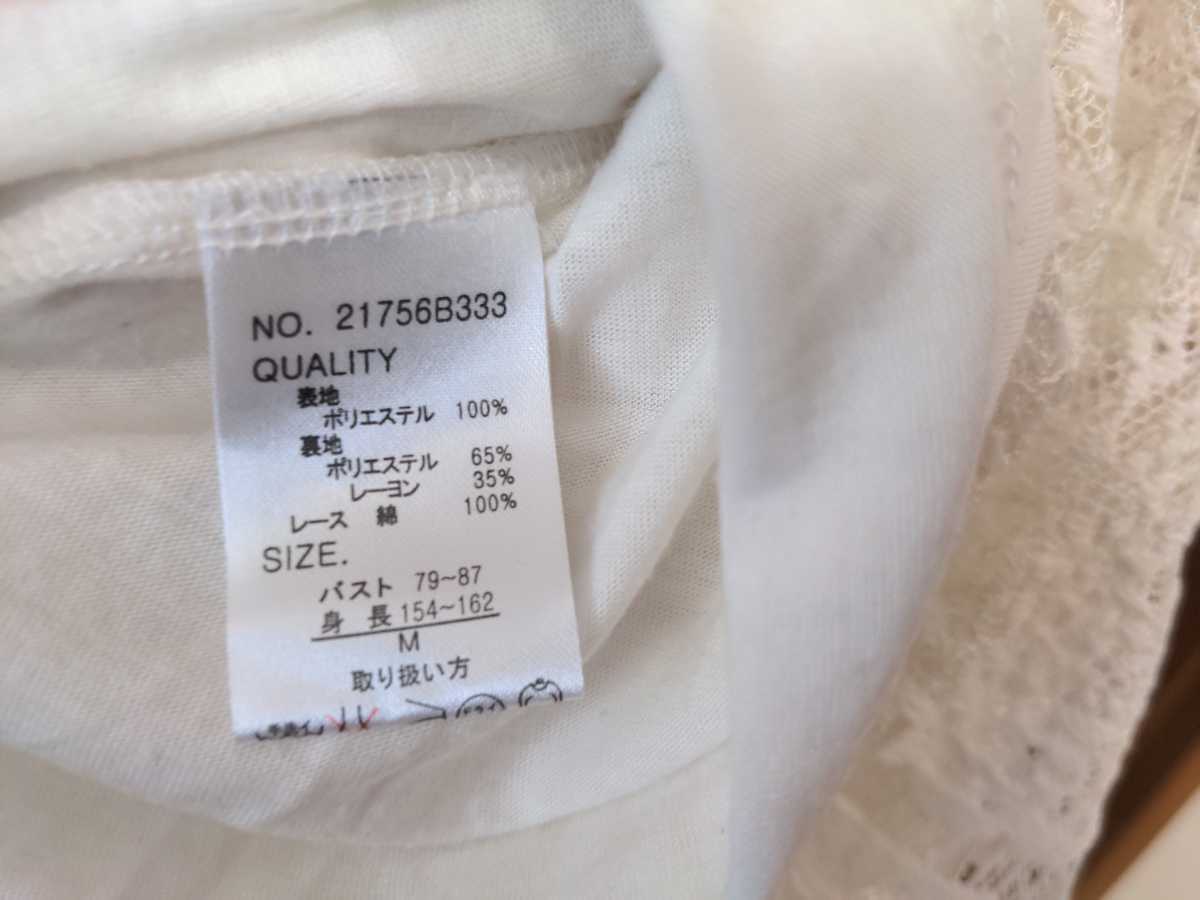 NO. 21756B333
QUALITY
表地
ポリエステル 100%
裏地
ポリエステル 65%
レーヨン 35%
レース 綿 100%
SIZE.
バスト 79~87
身長 154~162
M
取り扱い方